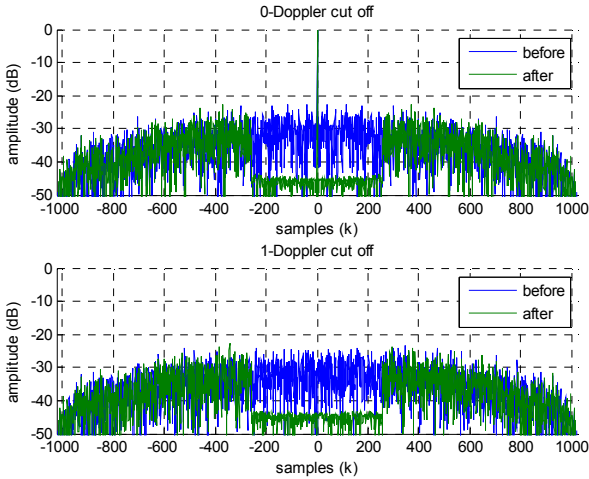 0-Doppler cut off
0
-10
-20
-30
-40
-50
amplitude (dB)
before
after
-1000 -800 -600 -400 -200 0 200 400 600 800 1000
samples (k)
1-Doppler cut off
0
-10
-20
-30
-40
-50
amplitude (dB)
before
after
-1000 -800 -600 -400 -200 0 200 400 600 800 1000
samples (k)